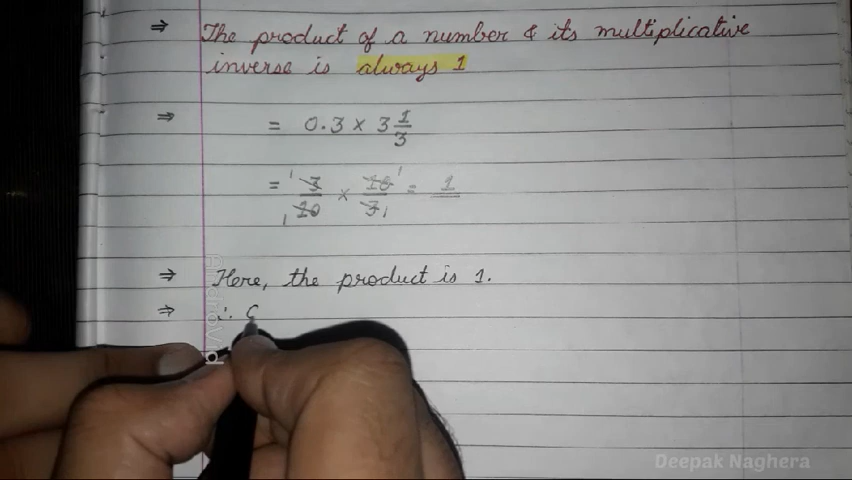 ⇒ The product of a number & its multiplicative
inverse is always 1
⇒ = 0.3 × 3 1/3
= 3/10 × 10/3 = 1
⇒ Here, the product is 1.
⇒ ∴
AndroVid
Deepak Naghera